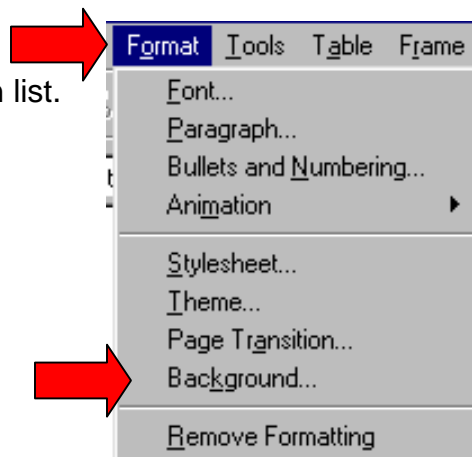 Format Tools Table Frame
list.
Font...
Paragraph...
Bullets and Numbering...
Animation
Stylesheet...
Theme...
Page Transition...
Background...
Remove Formatting